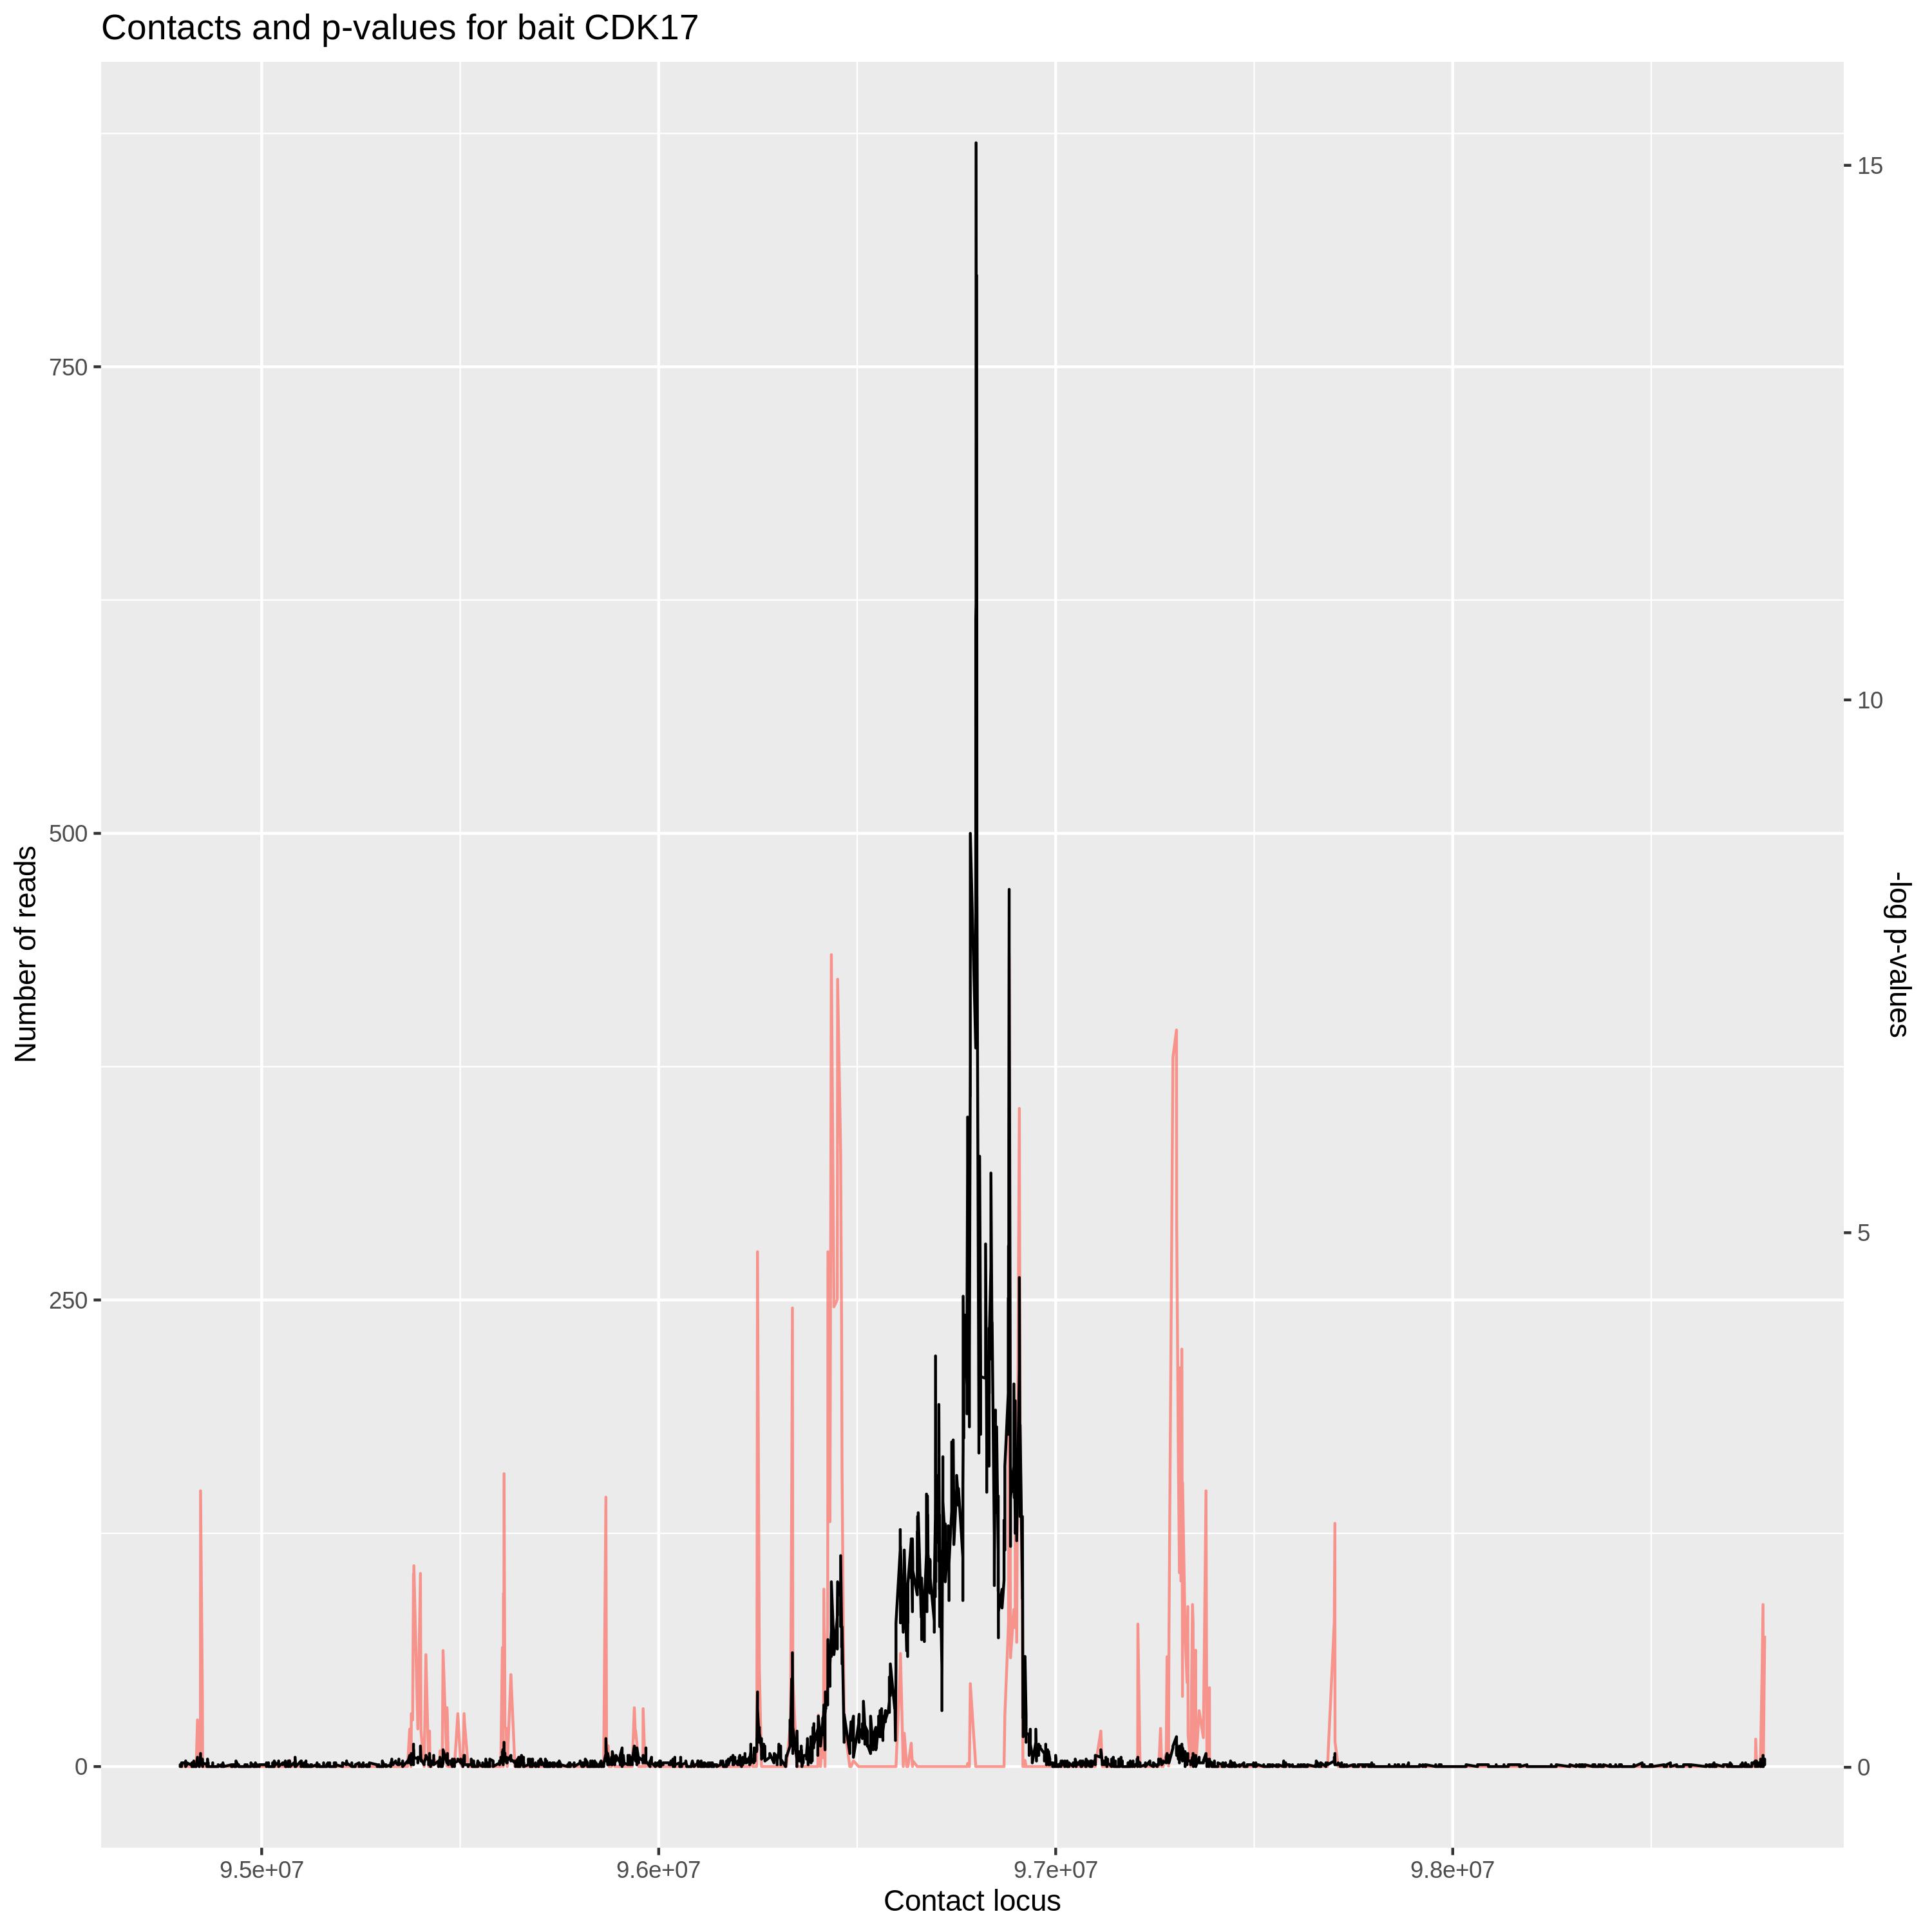 Contacts and p-values for bait CDK17
Number of reads
750
500
250
0
15
10
5
0
-log p-values
9.5e+07 9.6e+07 9.7e+07 9.8e+07
Contact locus